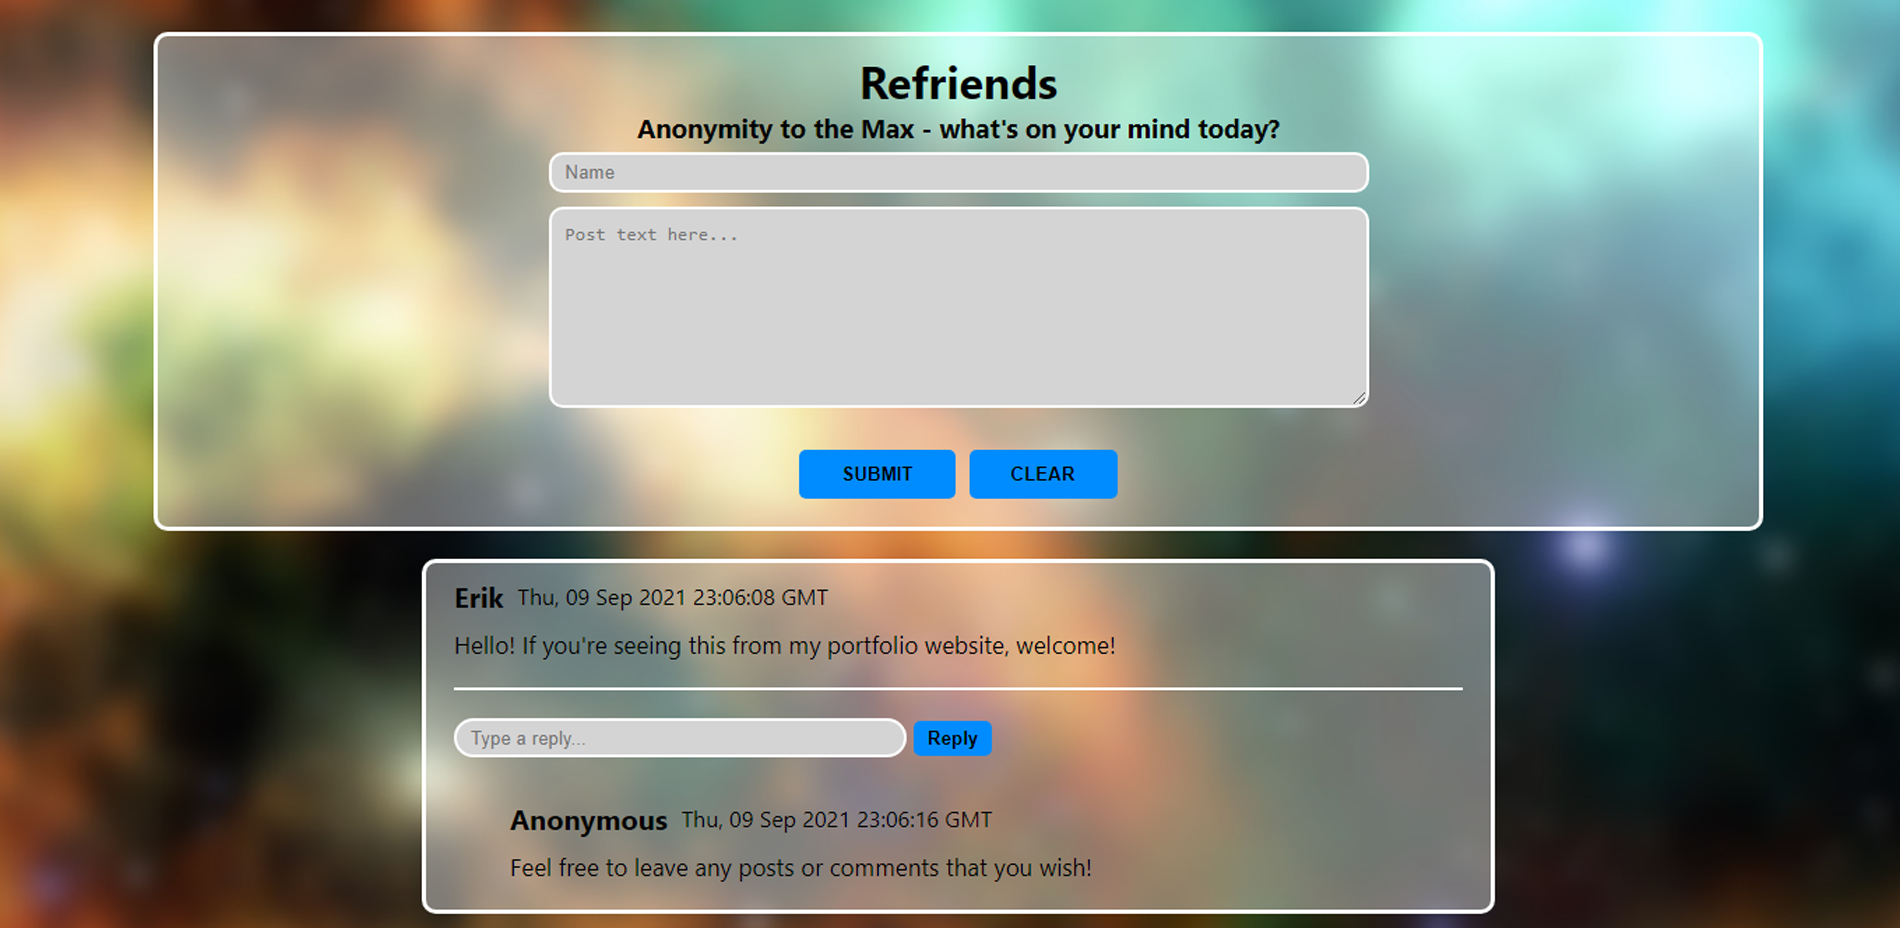 Refriends
Anonymity to the Max - what's on your mind today?
Name
Post text here...
SUBMIT CLEAR
Erik Thu, 09 Sep 2021 23:06:08 GMT
Hello! If you're seeing this from my portfolio website, welcome!
Type a reply... Reply
Anonymous Thu, 09 Sep 2021 23:06:16 GMT
Feel free to leave any posts or comments that you wish!